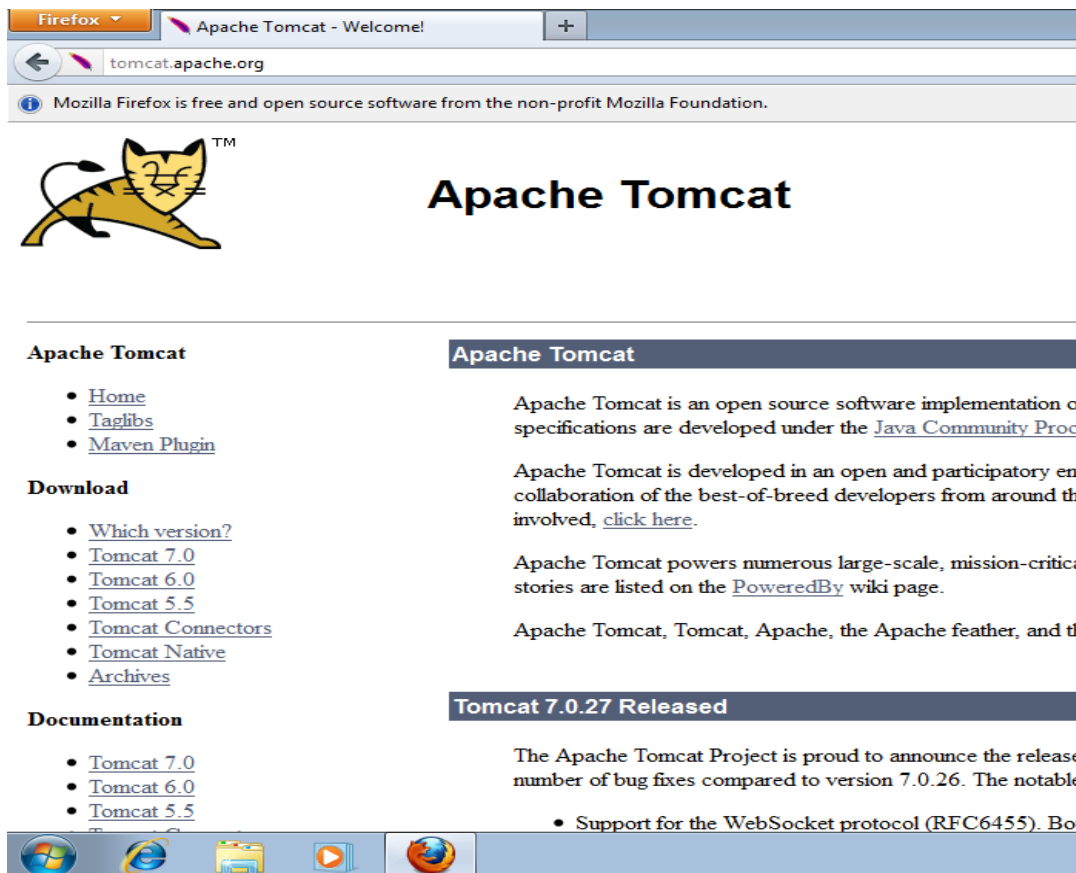 Firefox
Apache Tomcat - Welcome!
tomcat.apache.org
Mozilla Firefox is free and open source software from the non-profit Mozilla Foundation.
TM
Apache Tomcat
Apache Tomcat
Home
Taglibs
Maven Plugin
Download
Which version?
Tomcat 7.0
Tomcat 6.0
Tomcat 5.5
Tomcat Connectors
Tomcat Native
Archives
Documentation
Tomcat 7.0
Tomcat 6.0
Tomcat 5.5
Apache Tomcat
Apache Tomcat is an open source software implementation o
specifications are developed under the Java Community Proc
Apache Tomcat is developed in an open and participatory en
collaboration of the best-of-breed developers from around th
involved, click here.
Apache Tomcat powers numerous large-scale, mission-critica
stories are listed on the PoweredBy wiki page.
Apache Tomcat, Tomcat, Apache, the Apache feather, and th
Tomcat 7.0.27 Released
The Apache Tomcat Project is proud to announce the release
number of bug fixes compared to version 7.0.26. The notable
Support for the WebSocket protocol (RFC6455). Bo